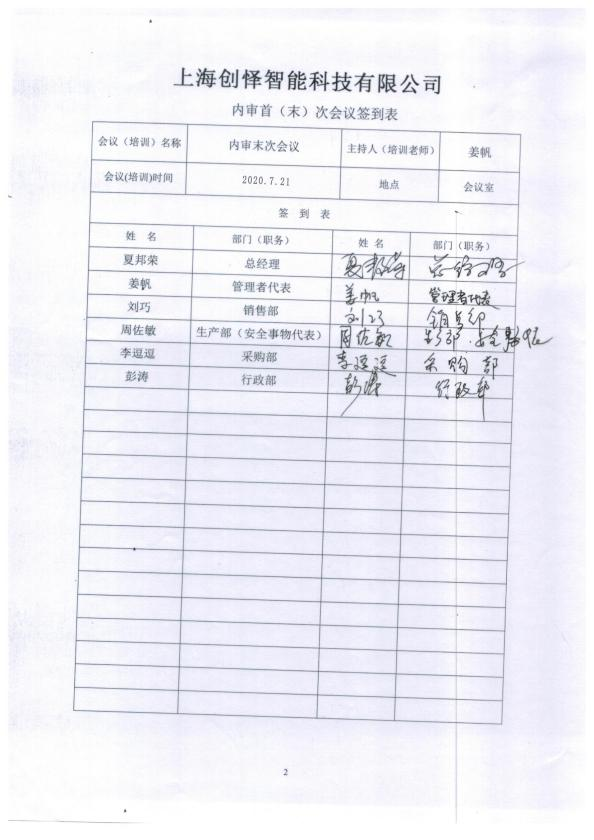 上海创怿智能科技有限公司
内审首（末）次会议签到表
会议（培训）名称 内审末次会议 主持人（培训老师） 姜帆
会议(培训)时间 2020.7.21 地点 会议室
签 到 表
姓 名 部门（职务） 姓 名 部门（职务）
夏邦荣 总经理 夏邦荣 总经理
姜帆 管理者代表 姜帆 管理者代表
刘巧 销售部 刘巧 销售部
周佐敏 生产部（安全事物代表） 周佐敏 生产部
李逗逗 采购部 李逗逗 采购部
彭涛 行政部 彭涛 行政部
2